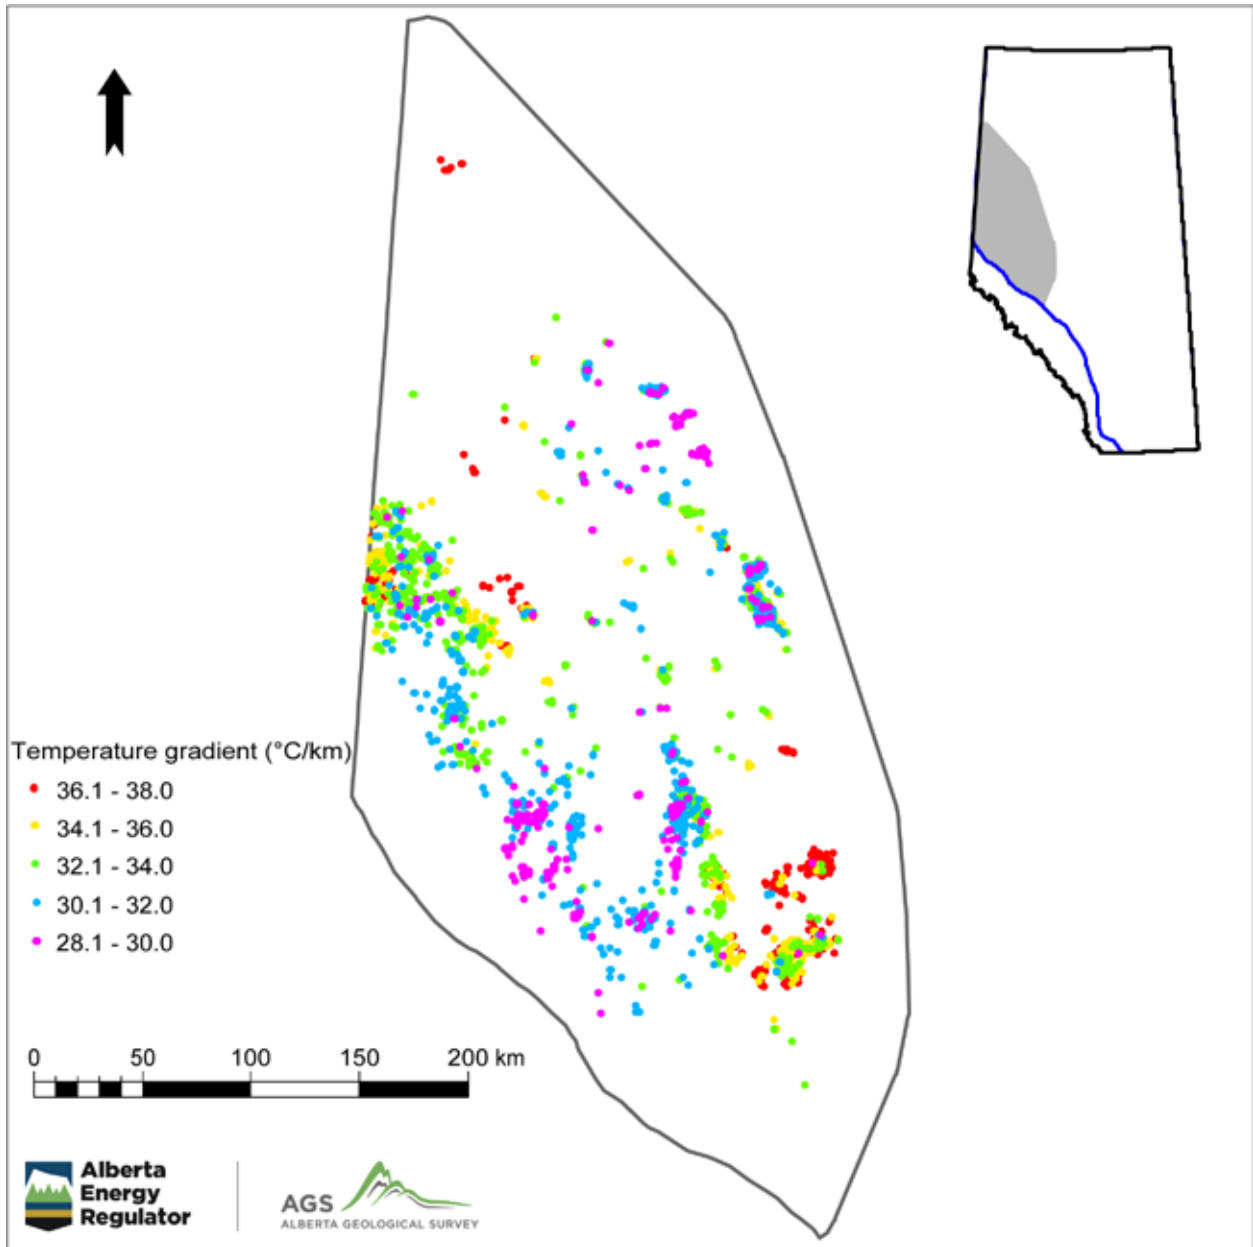 Temperature gradient (°C/km)
36.1 - 38.0
34.1 - 36.0
32.1 - 34.0
30.1 - 32.0
28.1 - 30.0
0 50 100 150 200 km
Alberta
Energy
Regulator
AGS
ALBERTA GEOLOGICAL SURVEY